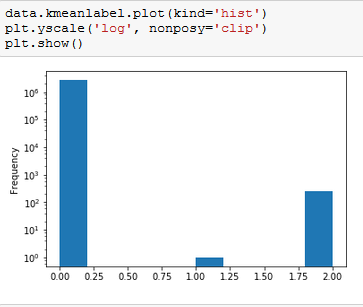 data.kmeanlabel.plot(kind='hist')
plt.yscale('log', nonposy='clip')
plt.show()
10⁶
10⁵
10⁴
10³
10²
10¹
10⁰
Frequency
0.00 0.25 0.50 0.75 1.00 1.25 1.50 1.75 2.00